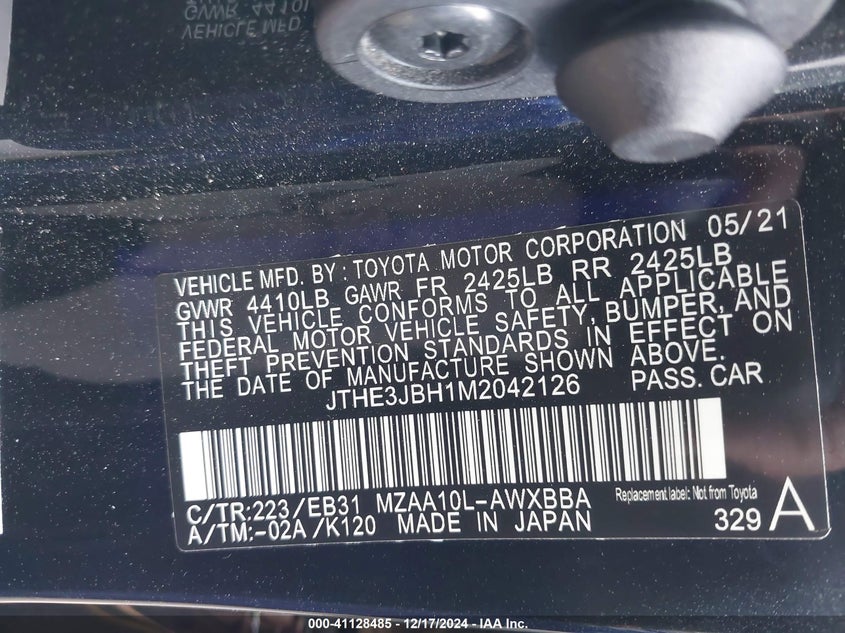 GVWR 4410L
VEHICLE MFD
VEHICLE MFD. BY : TOYOTA MOTOR CORPORATION 05/21
GVWR 4410LB GAWR FR 2425LB RR 2425LB
THIS VEHICLE CONFORMS TO ALL APPLICABLE
FEDERAL MOTOR VEHICLE SAFETY, BUMPER, AND
THEFT PREVENTION STANDARDS IN EFFECT ON
THE DATE OF MANUFACTURE SHOWN ABOVE.
JTHE3JBH1M2042126 PASS. CAR
C/TR:223/EB31 MZAA10L-AWXBBA Replacement label: Not from Toyota
A/TM:-02A/K120 MADE IN JAPAN 329 A
000-41128485 - 12/17/2024 - IAA Inc.